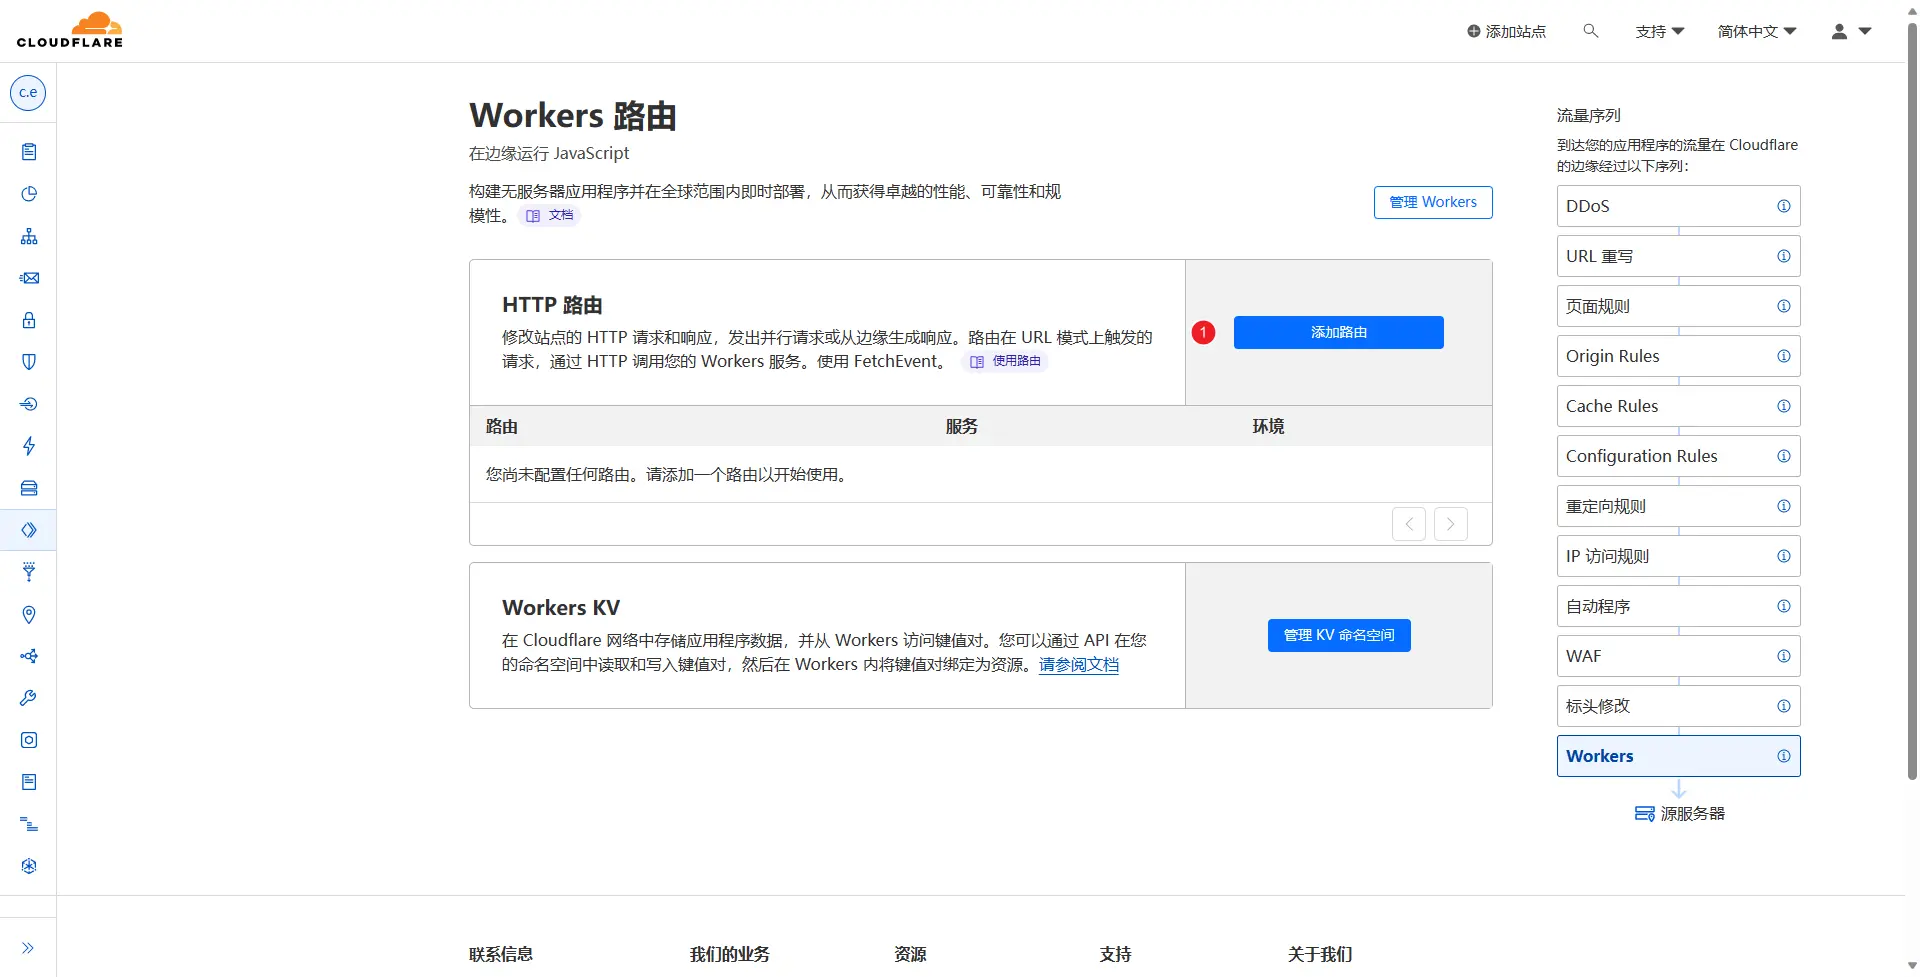 CLOUDFLARE
添加站点
支持
简体中文
c.e
Workers 路由
在边缘运行 JavaScript
构建无服务器应用程序并在全球范围内即时部署，从而获得卓越的性能、可靠性和规
模性。 文档
管理 Workers
HTTP 路由
修改站点的 HTTP 请求和响应，发出并行请求或从边缘生成响应。路由在 URL 模式上触发的
请求，通过 HTTP 调用您的 Workers 服务。使用 FetchEvent。 使用路由
1
添加路由
路由 服务 环境
您尚未配置任何路由。请添加一个路由以开始使用。
Workers KV
在 Cloudflare 网络中存储应用程序数据，并从 Workers 访问键值对。您可以通过 API 在您
的命名空间中读取和写入键值对，然后在 Workers 内将键值对绑定为资源。请参阅文档
管理 KV 命名空间
流量序列
到达您的应用程序的流量在 Cloudflare
的边缘经过以下序列：
DDoS
URL 重写
页面规则
Origin Rules
Cache Rules
Configuration Rules
重定向规则
IP 访问规则
自动程序
WAF
标头修改
Workers
源服务器
联系信息 我们的业务 资源 支持 关于我们